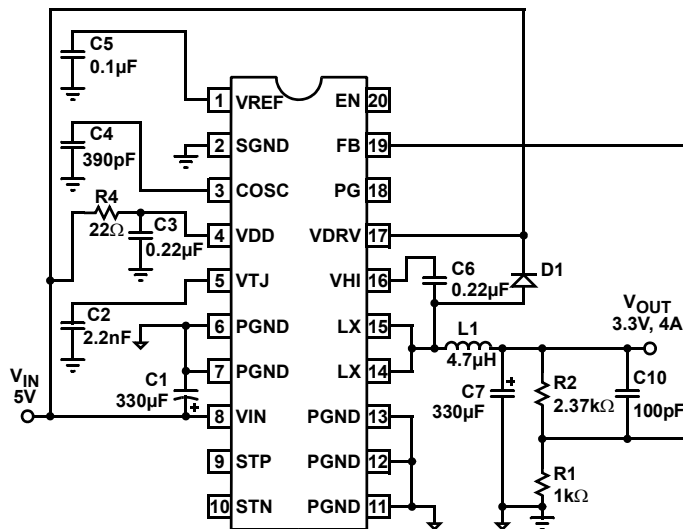 C5
0.1µF
C4
390pF
R4
22Ω
C3
0.22µF
C2
2.2nF
C1
330µF
V_IN
5V
1 VREF
2 SGND
3 COSC
4 VDD
5 VTJ
6 PGND
7 PGND
8 VIN
9 STP
10 STN
EN 20
FB 19
PG 18
VDRV 17
VHI 16
LX 15
LX 14
PGND 13
PGND 12
PGND 11
C6
0.22µF
D1
V_OUT
3.3V, 4A
L1
4.7µH
C7
330µF
R2
2.37kΩ
C10
100pF
R1
1kΩ